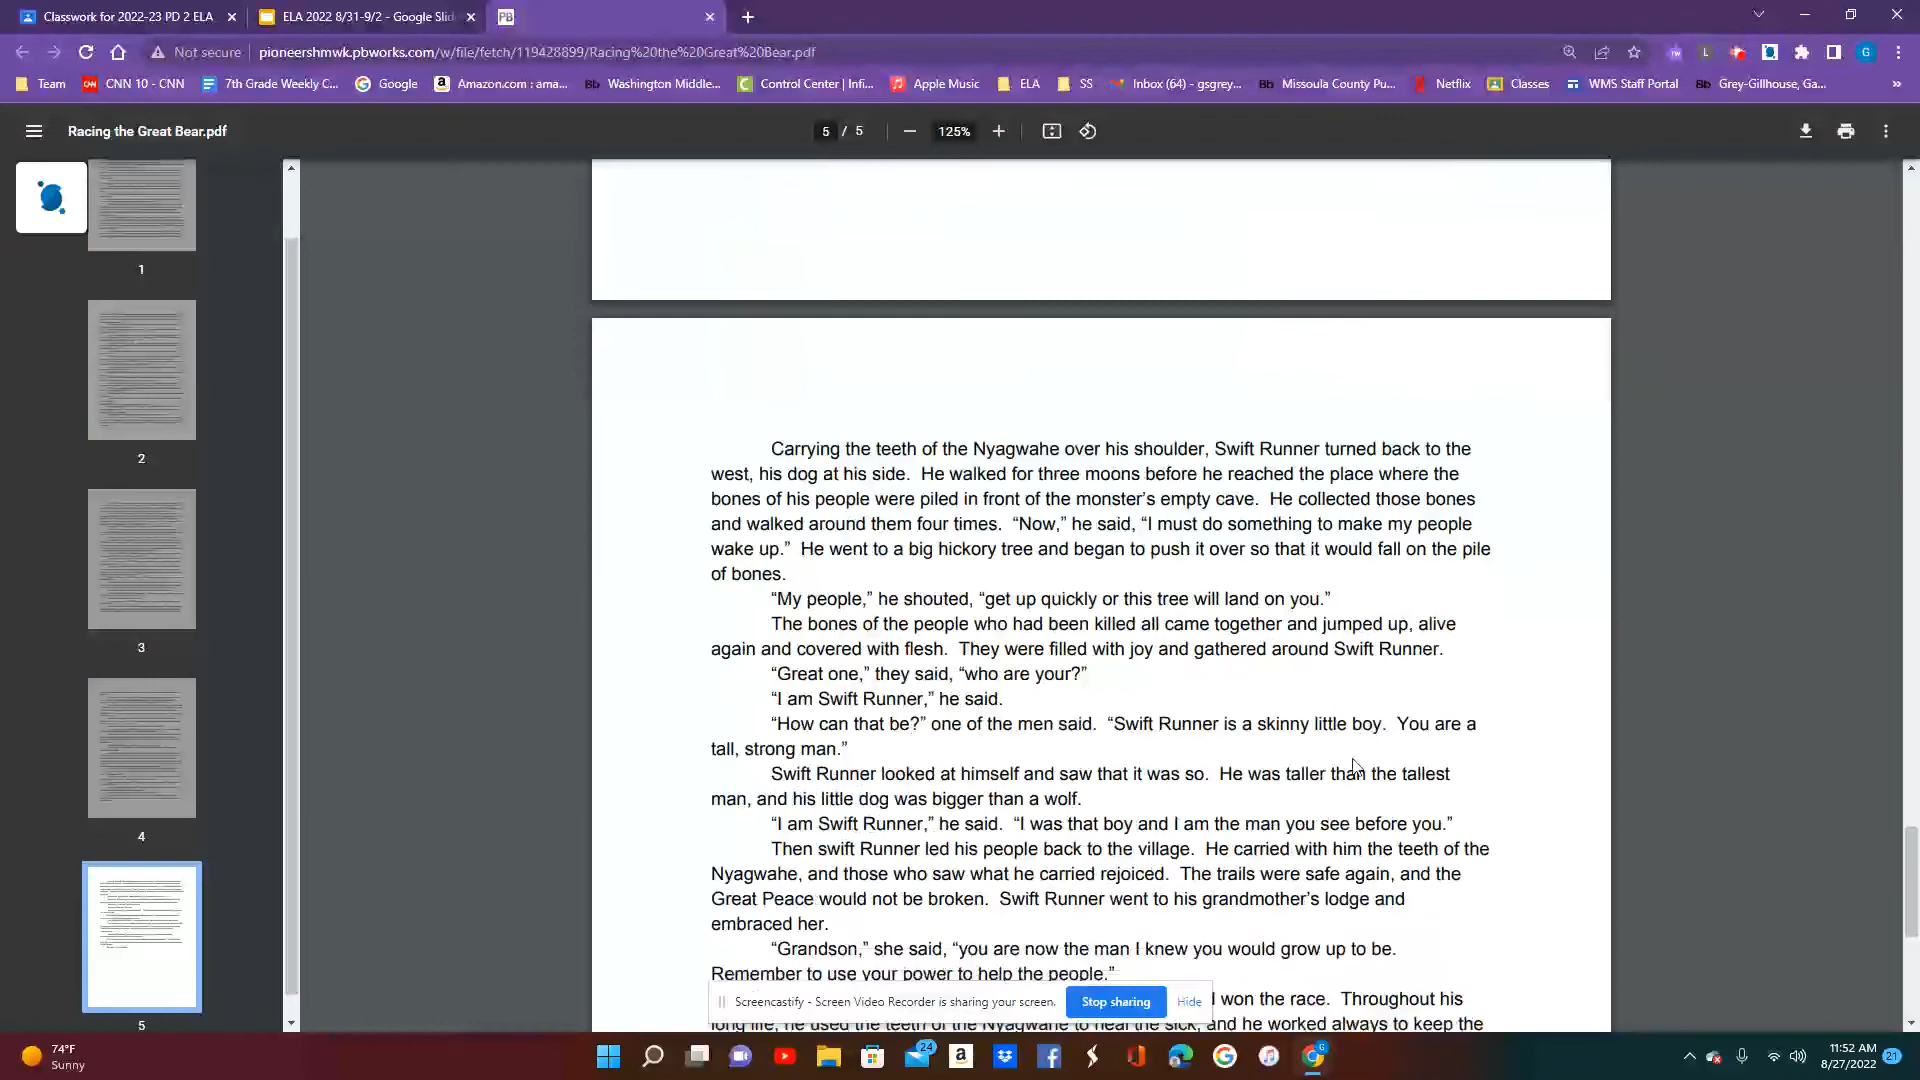 Classwork for 2022-23 PD 2 ELA
ELA 2022 8/31-9/2 - Google Slid
PB
Not secure
pioneershmwk.pbworks.com/w/file/fetch/119428899/Racing%20the%20Great%20Bear.pdf
Team
CNN 10 - CNN
7th Grade Weekly C...
Google
Amazon.com : ama...
Bb Washington Middle...
Control Center | Infi...
Apple Music
ELA
SS
Inbox (64) - gsgrey...
Bb Missoula County Pu...
Netflix
Classes
WMS Staff Portal
Bb Grey-Gillhouse, Ga...
Racing the Great Bear.pdf
5 / 5
125%
1
2
3
4
5
Carrying the teeth of the Nyagwahe over his shoulder, Swift Runner turned back to the
west, his dog at his side. He walked for three moons before he reached the place where the
bones of his people were piled in front of the monster's empty cave. He collected those bones
and walked around them four times. “Now,” he said, “I must do something to make my people
wake up.” He went to a big hickory tree and began to push it over so that it would fall on the pile
of bones.
“My people,” he shouted, “get up quickly or this tree will land on you.”
The bones of the people who had been killed all came together and jumped up, alive
again and covered with flesh. They were filled with joy and gathered around Swift Runner.
“Great one,” they said, “who are your?”
“I am Swift Runner,” he said.
“How can that be?” one of the men said. “Swift Runner is a skinny little boy. You are a
tall, strong man.”
Swift Runner looked at himself and saw that it was so. He was taller than the tallest
man, and his little dog was bigger than a wolf.
“I am Swift Runner,” he said. “I was that boy and I am the man you see before you.”
Then swift Runner led his people back to the village. He carried with him the teeth of the
Nyagwahe, and those who saw what he carried rejoiced. The trails were safe again, and the
Great Peace would not be broken. Swift Runner went to his grandmother's lodge and
embraced her.
“Grandson,” she said, “you are now the man I knew you would grow up to be.
Remember to use your power to help the people.”
won the race. Throughout his
long life, he used the teeth of the Nyagwahe to heal the sick, and he worked always to keep the
Screencastify - Screen Video Recorder is sharing your screen.
Stop sharing
Hide
74°F
Sunny
24
11:52 AM
8/27/2022
21